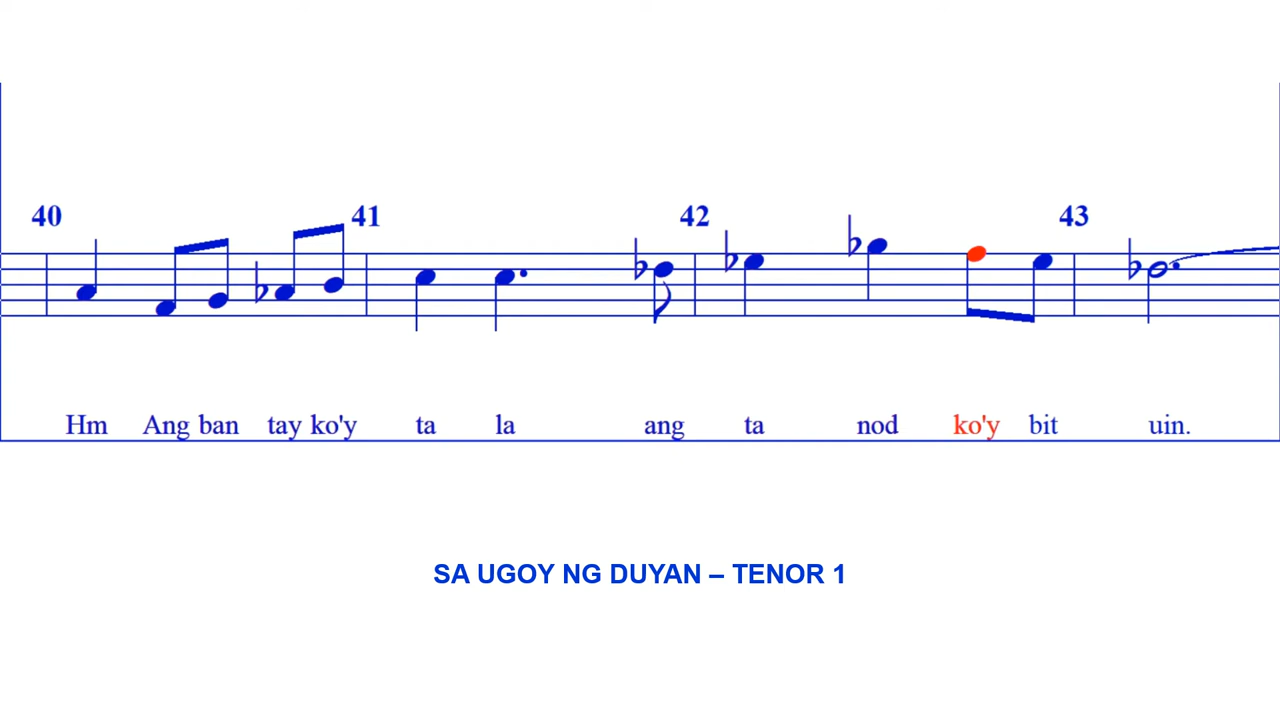 40 41 42 43
Hm Ang ban tay ko'y ta la ang ta nod ko'y bit uin.
SA UGOY NG DUYAN – TENOR 1